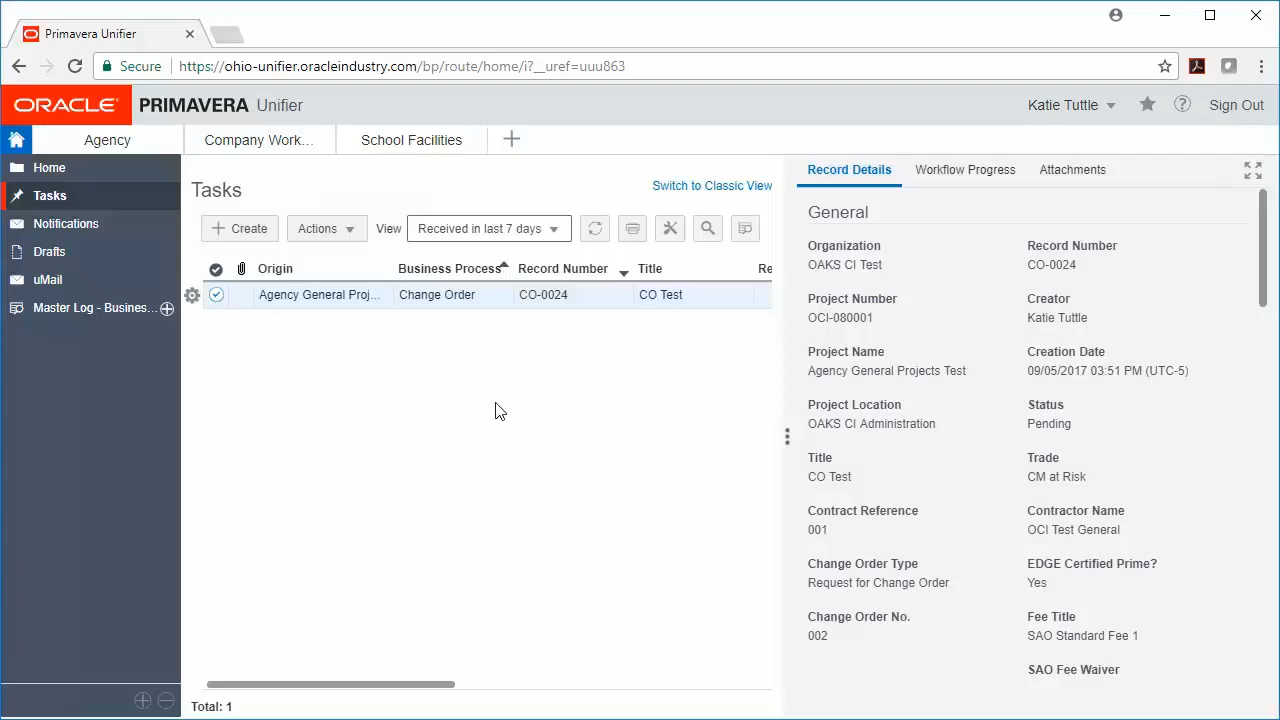 Primavera Unifier
Secure https://ohio-unifier.oracleindustry.com/bp/route/home/i?__uref=uuu863
ORACLE PRIMAVERA Unifier Katie Tuttle Sign Out
Agency Company Work... School Facilities
Home
Tasks
Notifications
Drafts
uMail
Master Log - Busines...
Tasks Switch to Classic View
Create Actions View Received in last 7 days
Origin Business Process Record Number Title Re
Agency General Proj... Change Order CO-0024 CO Test
Total: 1
Record Details Workflow Progress Attachments
General
Organization Record Number
OAKS CI Test CO-0024
Project Number Creator
OCI-080001 Katie Tuttle
Project Name Creation Date
Agency General Projects Test 09/05/2017 03:51 PM (UTC-5)
Project Location Status
OAKS CI Administration Pending
Title Trade
CO Test CM at Risk
Contract Reference Contractor Name
001 OCI Test General
Change Order Type EDGE Certified Prime?
Request for Change Order Yes
Change Order No. Fee Title
002 SAO Standard Fee 1
SAO Fee Waiver